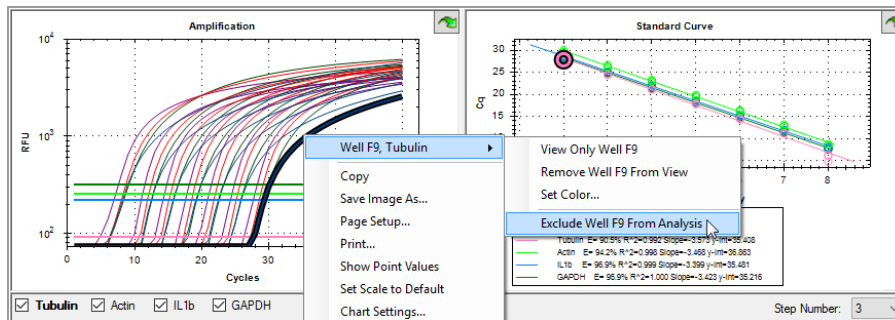 Amplification
10^4
10^3
10^2
RFU
10
20
30
Cycles
Standard Curve
30
25
20
15
Cq
7
8
Well F9, Tubulin
Copy
Save Image As...
Page Setup...
Print...
Show Point Values
Set Scale to Default
Chart Settings...
View Only Well F9
Remove Well F9 From View
Set Color...
Exclude Well F9 From Analysis
Tubulin E= 90.5% R^2=0.992 Slope=-3.573 y-int=35.408
Actin E= 94.2% R^2=0.998 Slope=-3.468 y-int=36.863
IL1b E= 96.9% R^2=0.999 Slope=-3.399 y-int=35.481
GAPDH E= 95.9% R^2=1.000 Slope=-3.423 y-int=35.216
Tubulin Actin IL1b GAPDH
Step Number: 3